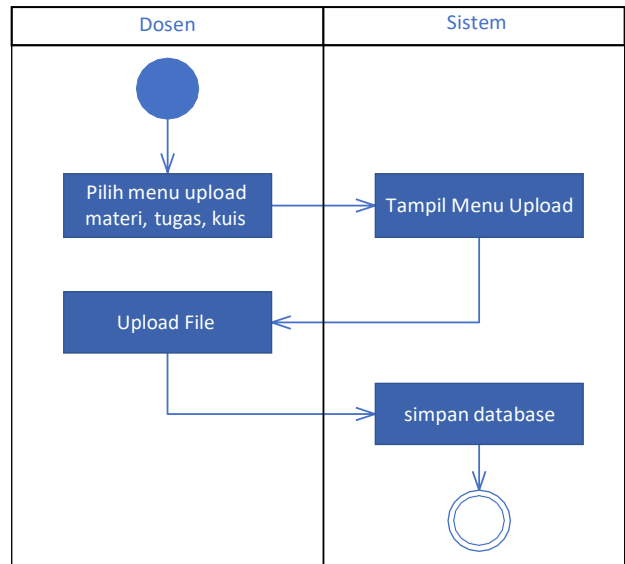 Dosen
Sistem
Pilih menu upload
materi, tugas, kuis
Tampil Menu Upload
Upload File
simpan database